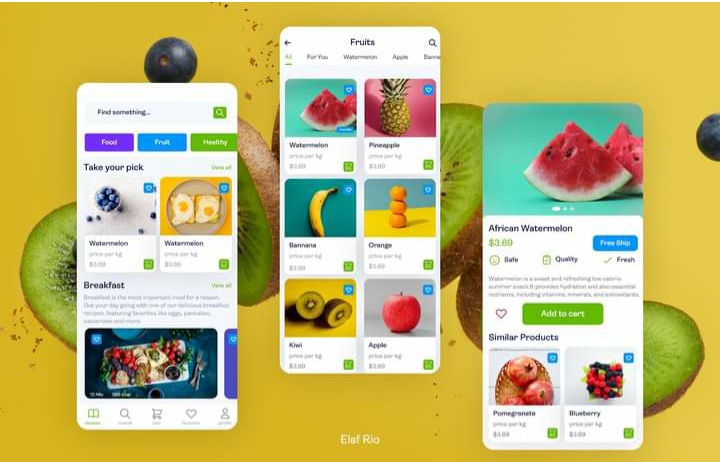 Find something...
Food
Fruit
Healthy
Take your pick
View all
Watermelon
price per kg
$3.69
Watermelon
price per kg
$3.69
Breakfast
View all
Breakfast is the most important meal for a reason.
Get your day going with one of our delicious breakfast
recipes, featuring favorites like eggs, pancakes,
casseroles and more.
recipes
search
cart
favorites
profile
Fruits
All
For You
Watermelon
Apple
Banna
Watermelon
price per kg
$3.69
Pineapple
price per kg
$3.69
Bannana
price per kg
$3.69
Orange
price per kg
$3.69
Kiwi
price per kg
$3.69
Apple
price per kg
$3.69
African Watermelon
$3.69
Free Ship
Safe
Quality
Fresh
Watermelon is a sweet and refreshing low calorie
summer snack.It provides hydration and also essential
nutrients, including vitamins, minerals, and antioxidants.
Add to cart
Similar Products
Pomegranate
price per kg
$3.69
Blueberry
price per kg
$3.69
Elaf Rio